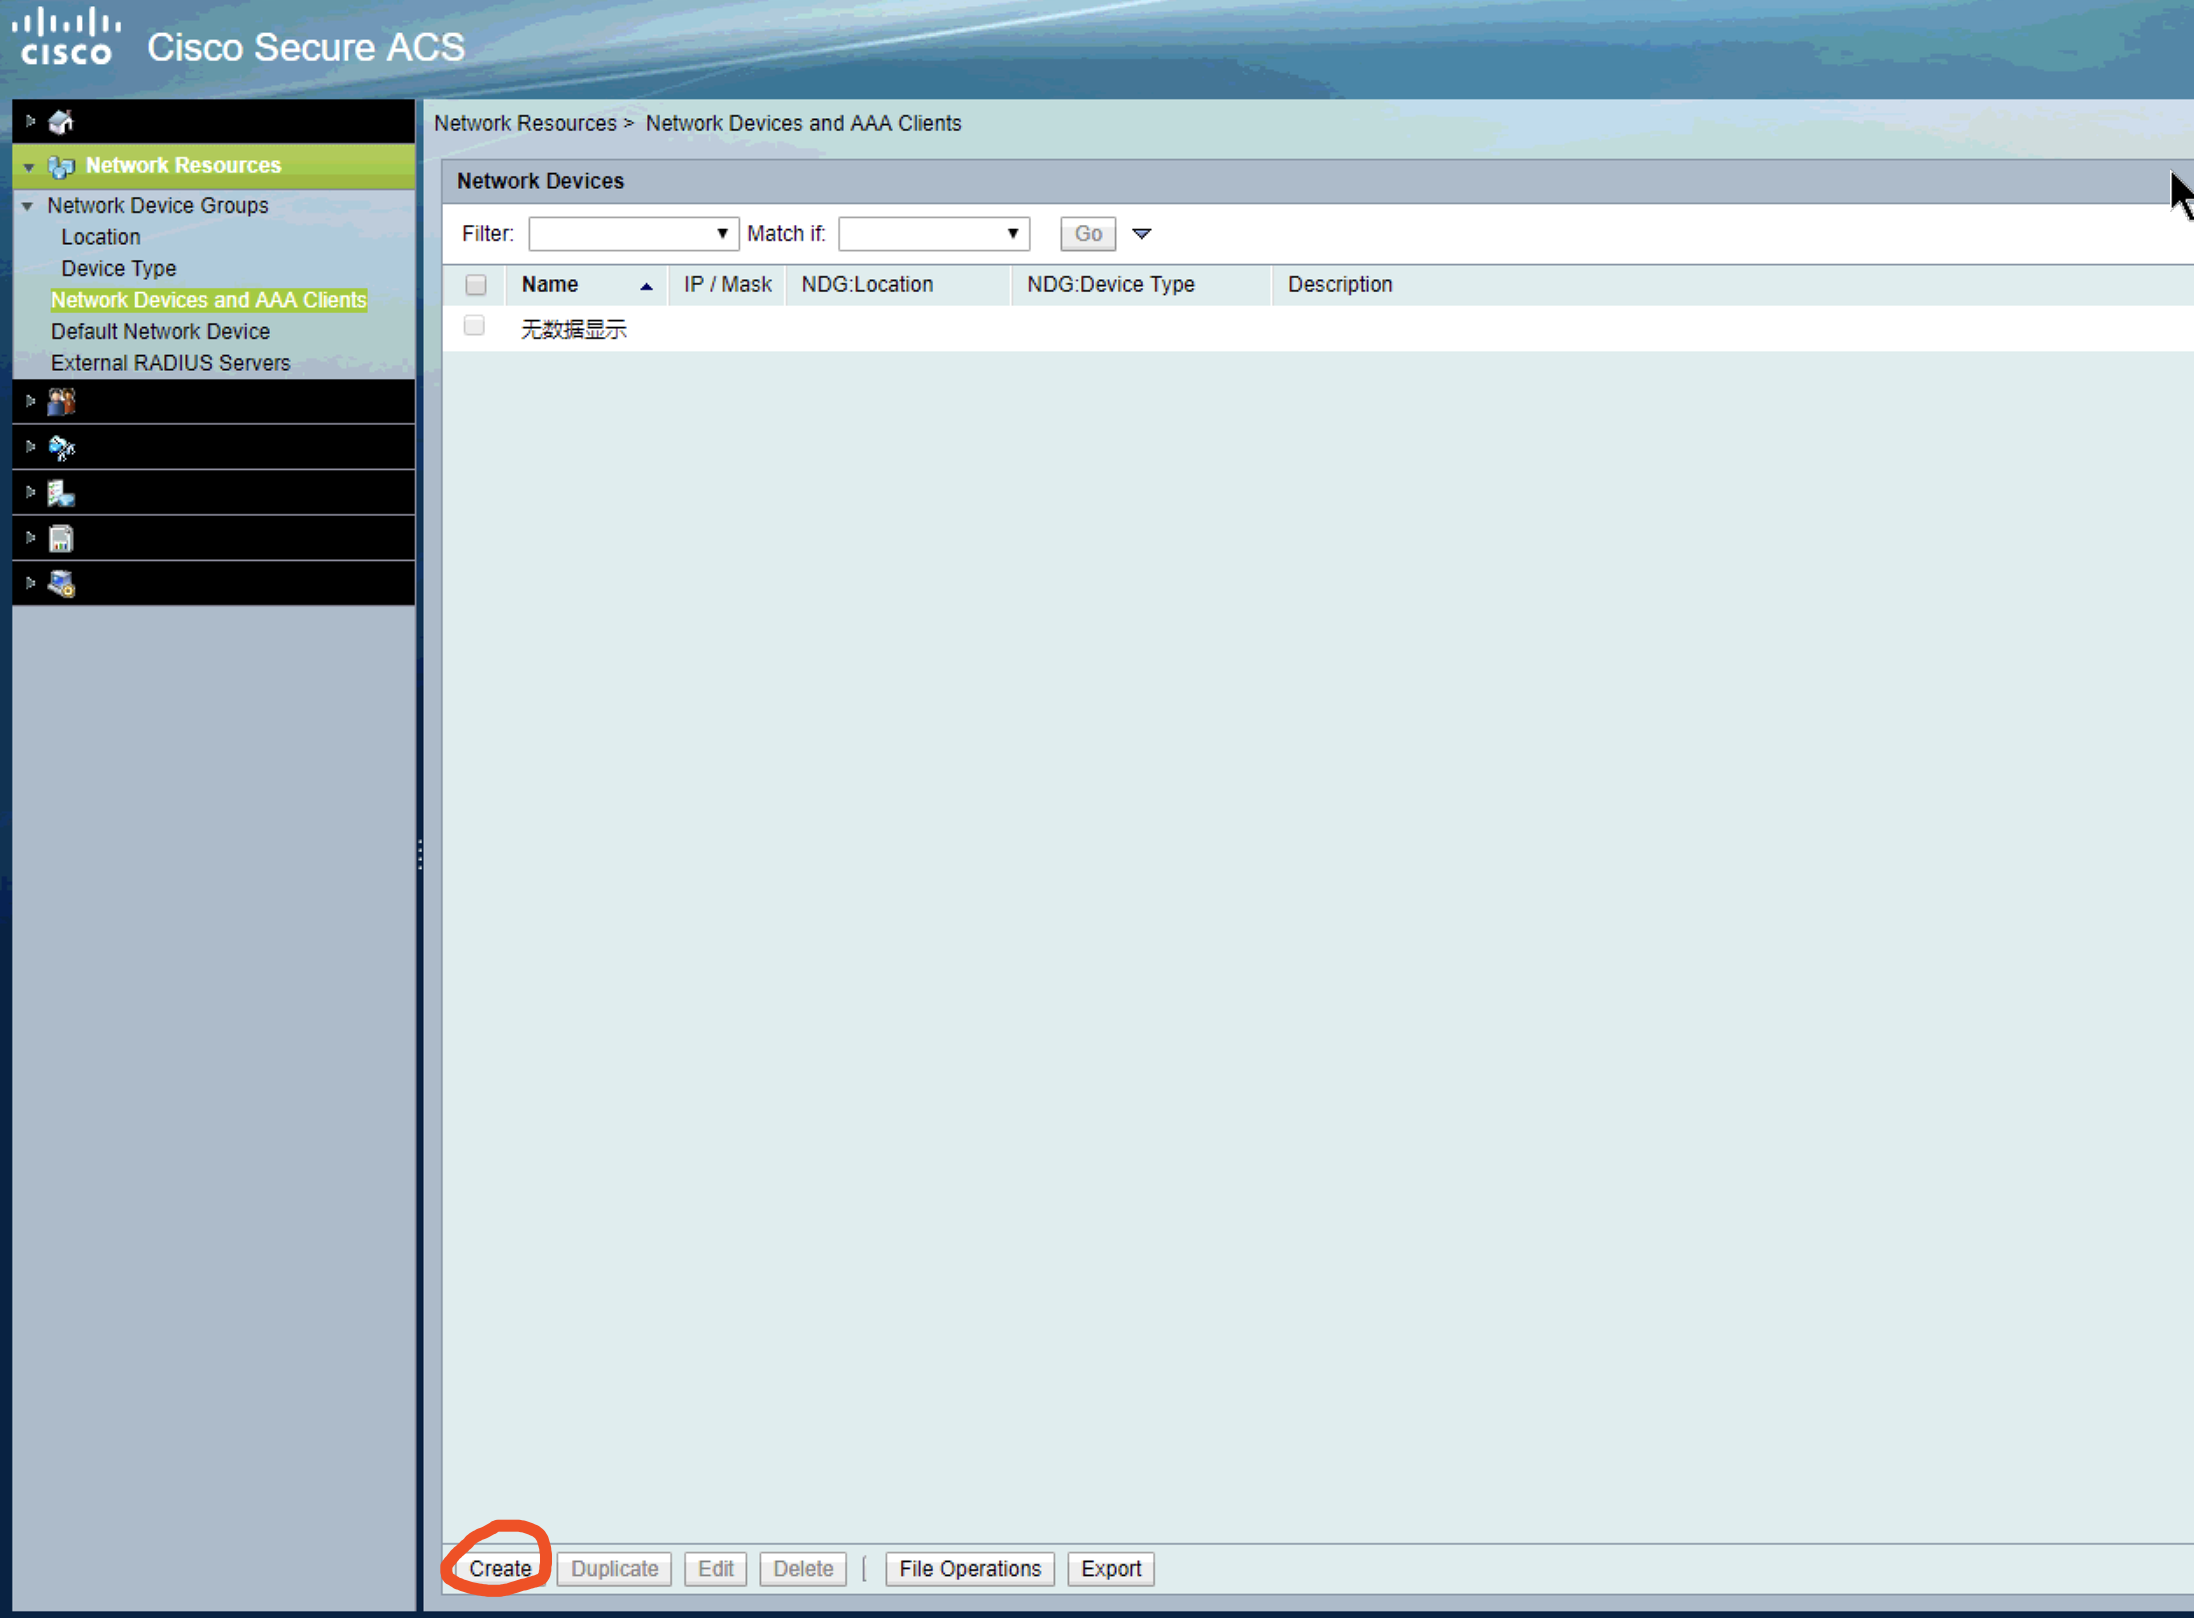 CISCO Cisco Secure ACS
Network Resources
Network Device Groups
Location
Device Type
Network Devices and AAA Clients
Default Network Device
External RADIUS Servers
Network Resources > Network Devices and AAA Clients
Network Devices
Filter: Match if: Go
Name IP / Mask NDG:Location NDG:Device Type Description
无数据显示
Create Duplicate Edit Delete | File Operations Export